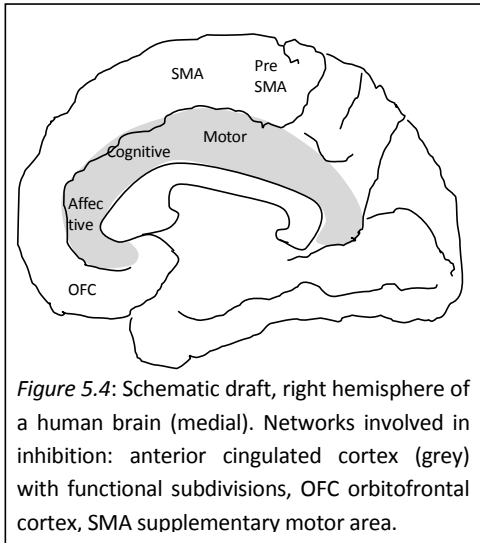 SMA
Pre
SMA
Motor
Cognitive
Affec
tive
OFC
Figure 5.4: Schematic draft, right hemisphere of
a human brain (medial). Networks involved in
inhibition: anterior cingulated cortex (grey)
with functional subdivisions, OFC orbitofrontal
cortex, SMA supplementary motor area.